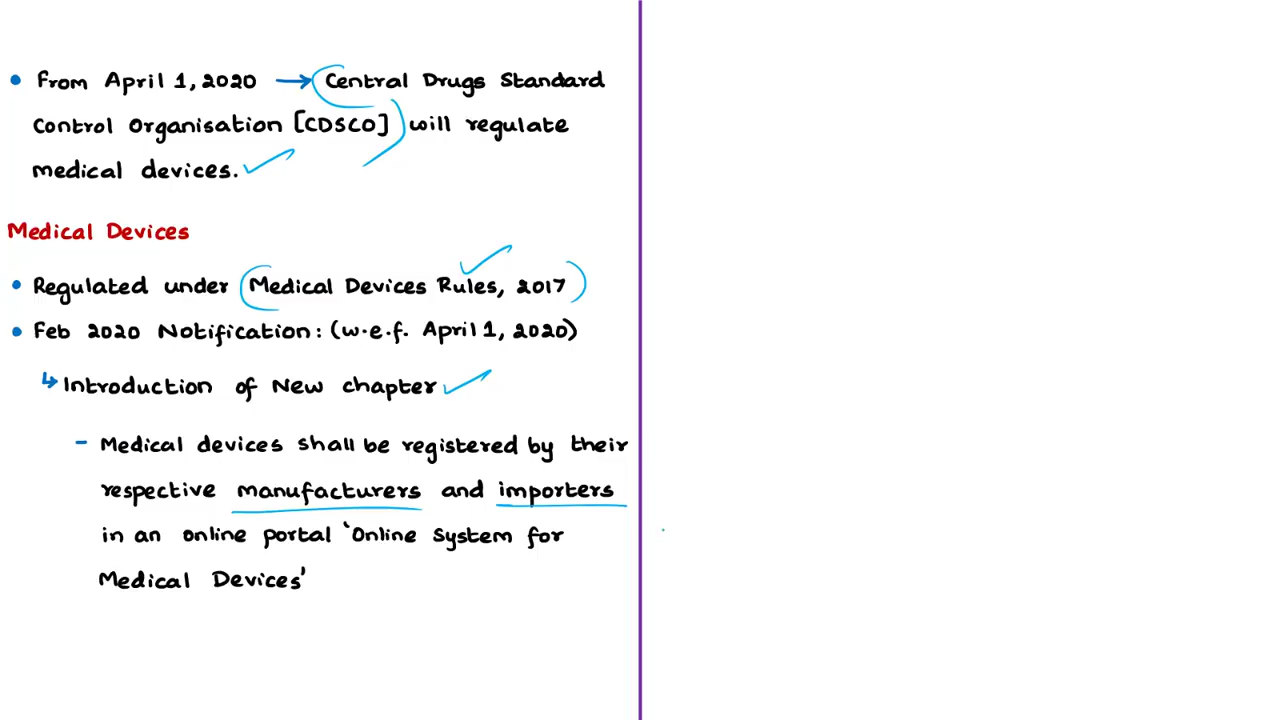 • From April 1, 2020 → Central Drugs Standard
Control Organisation [CDSCO] will regulate
medical devices.
Medical Devices
• Regulated under Medical Devices Rules, 2017
• Feb 2020 Notification: (w.e.f. April 1, 2020)
↳ Introduction of New chapter
- Medical devices shall be registered by their
respective manufacturers and importers
in an online portal 'Online System for
Medical Devices'